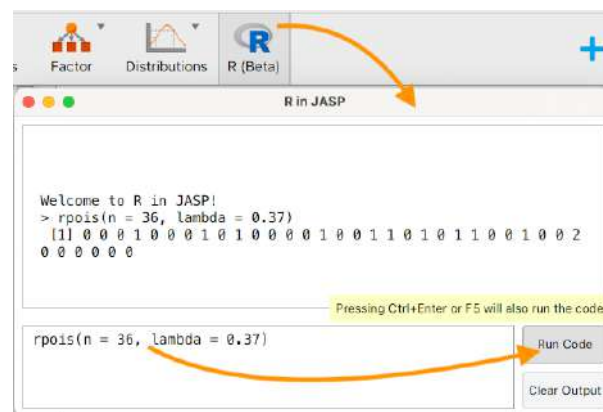 s Factor Distributions R (Beta)
R in JASP
Welcome to R in JASP!
> rpois(n = 36, lambda = 0.37)
[1] 0 0 0 1 0 0 0 1 0 1 0 0 0 0 1 0 0 1 1 0 1 0 1 1 0 0 1 0 0 2
0 0 0 0 0 0
Pressing Ctrl+Enter or F5 will also run the code
rpois(n = 36, lambda = 0.37)
Run Code
Clear Output